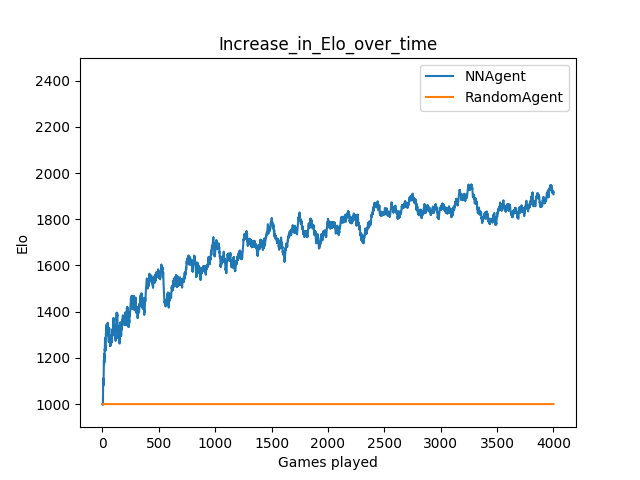 Increase_in_Elo_over_time
NNAgent
RandomAgent
2400
2200
2000
1800
1600
1400
1200
1000
Elo
0 500 1000 1500 2000 2500 3000 3500 4000
Games played